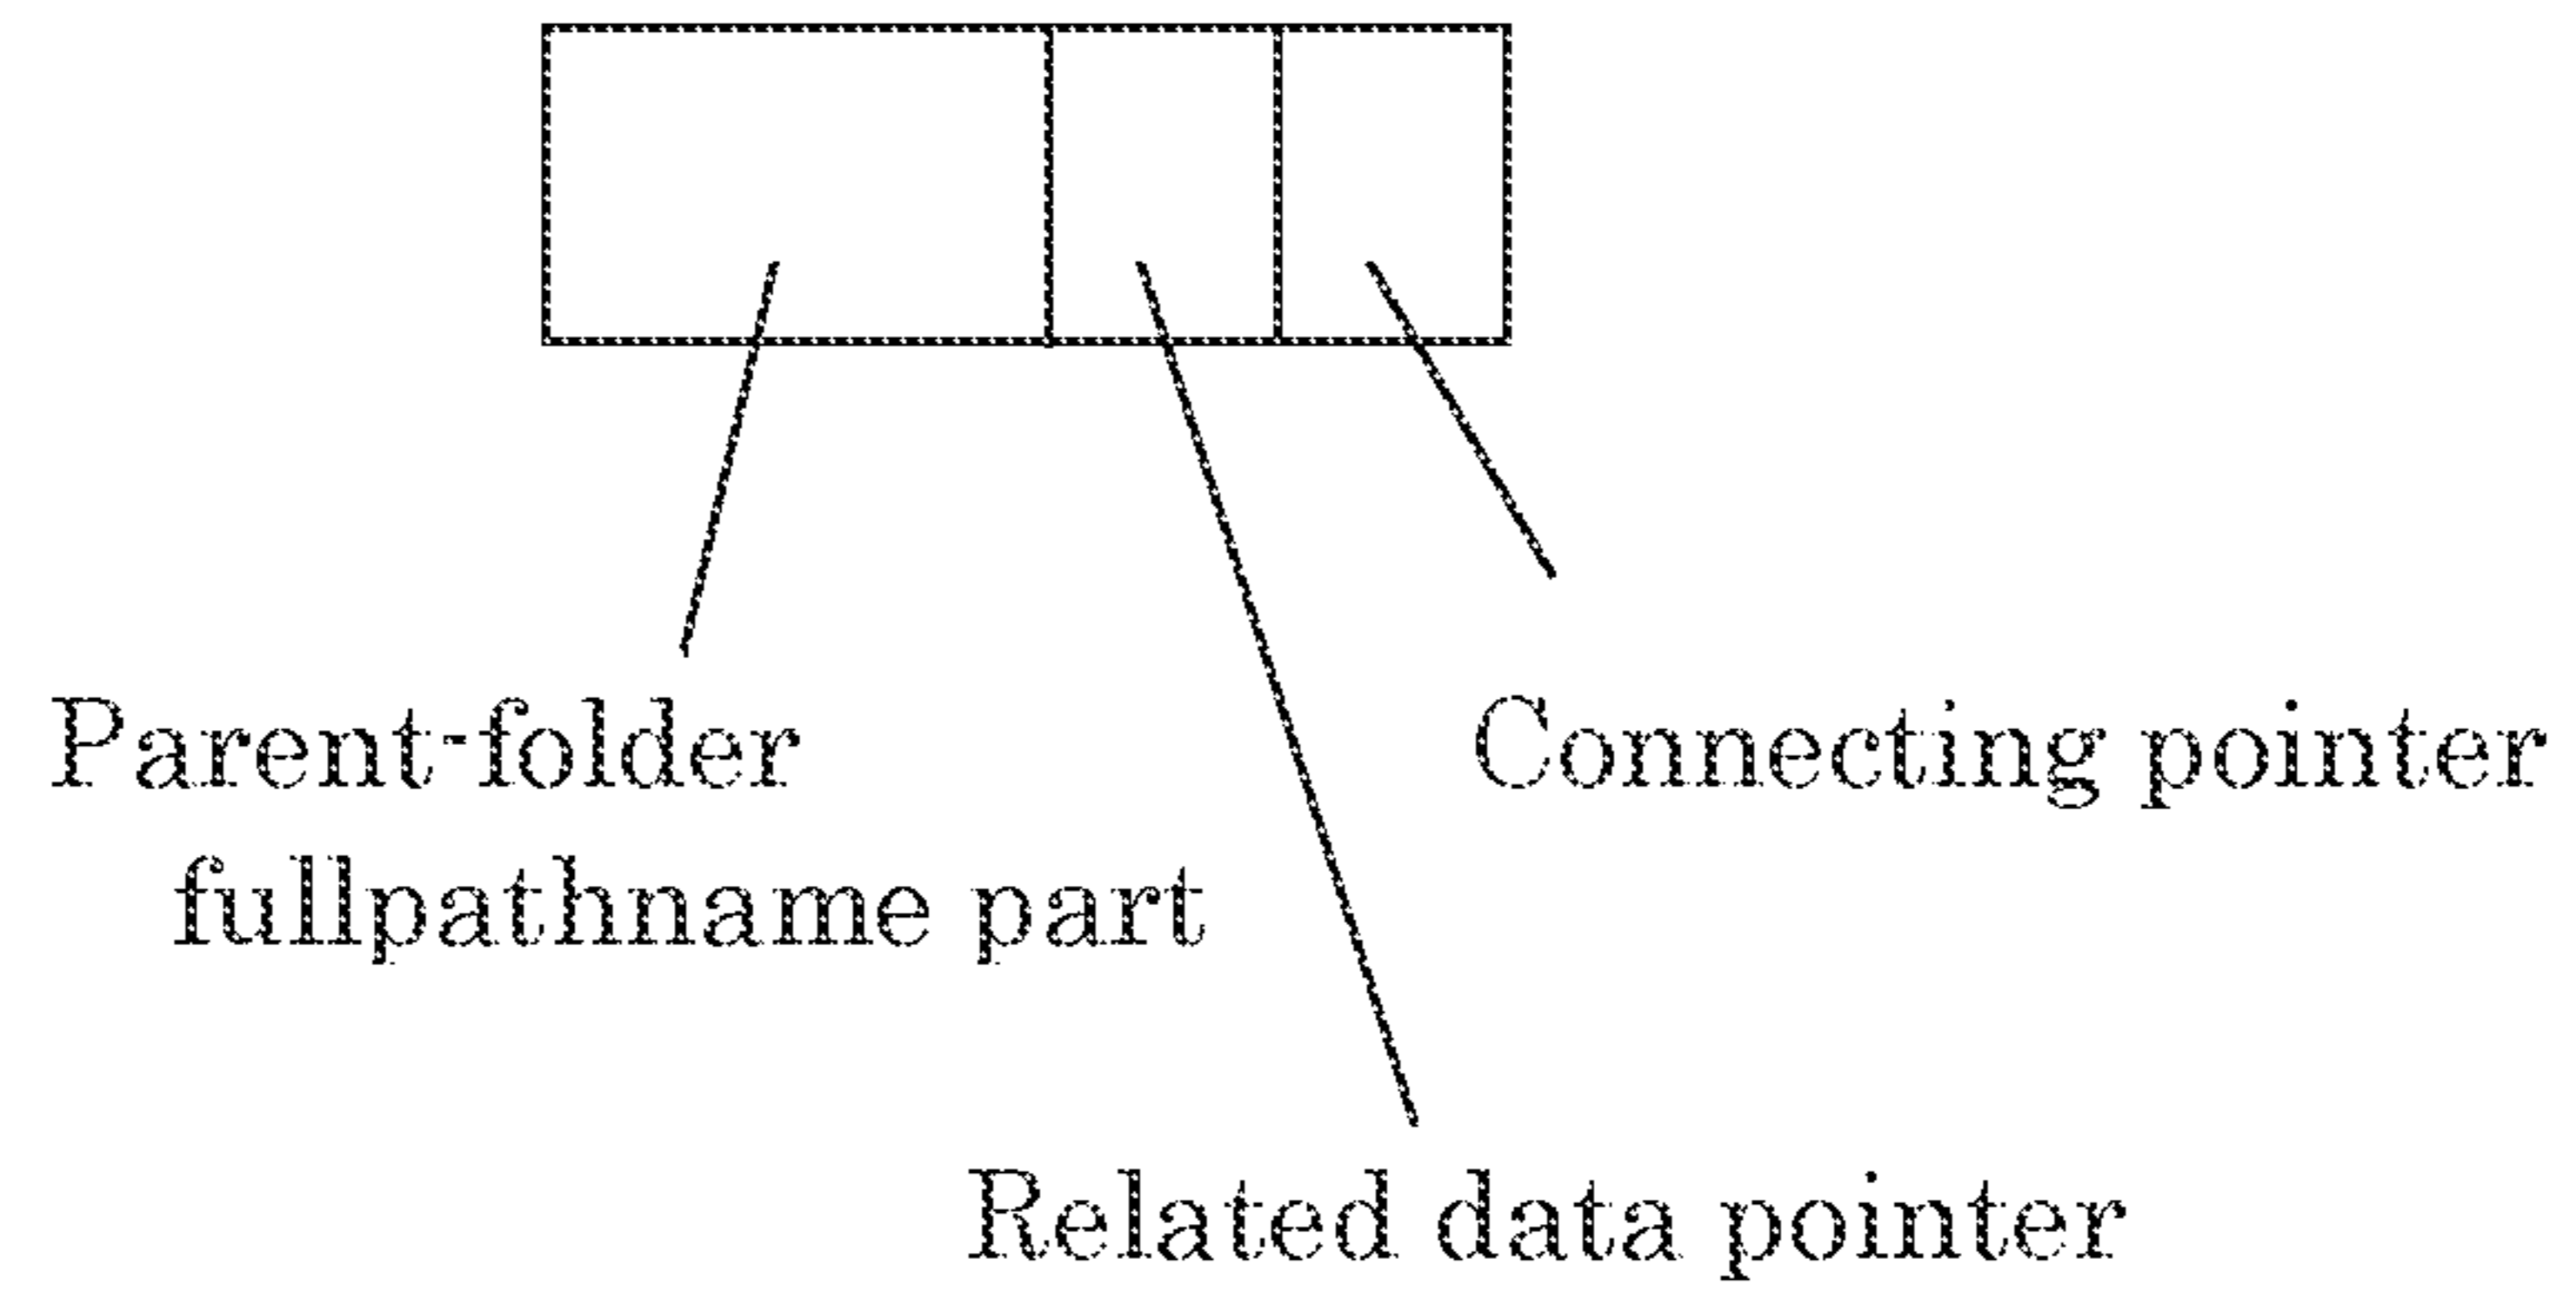 Parent-folder
fullpathname part
Connecting pointer
Related data pointer